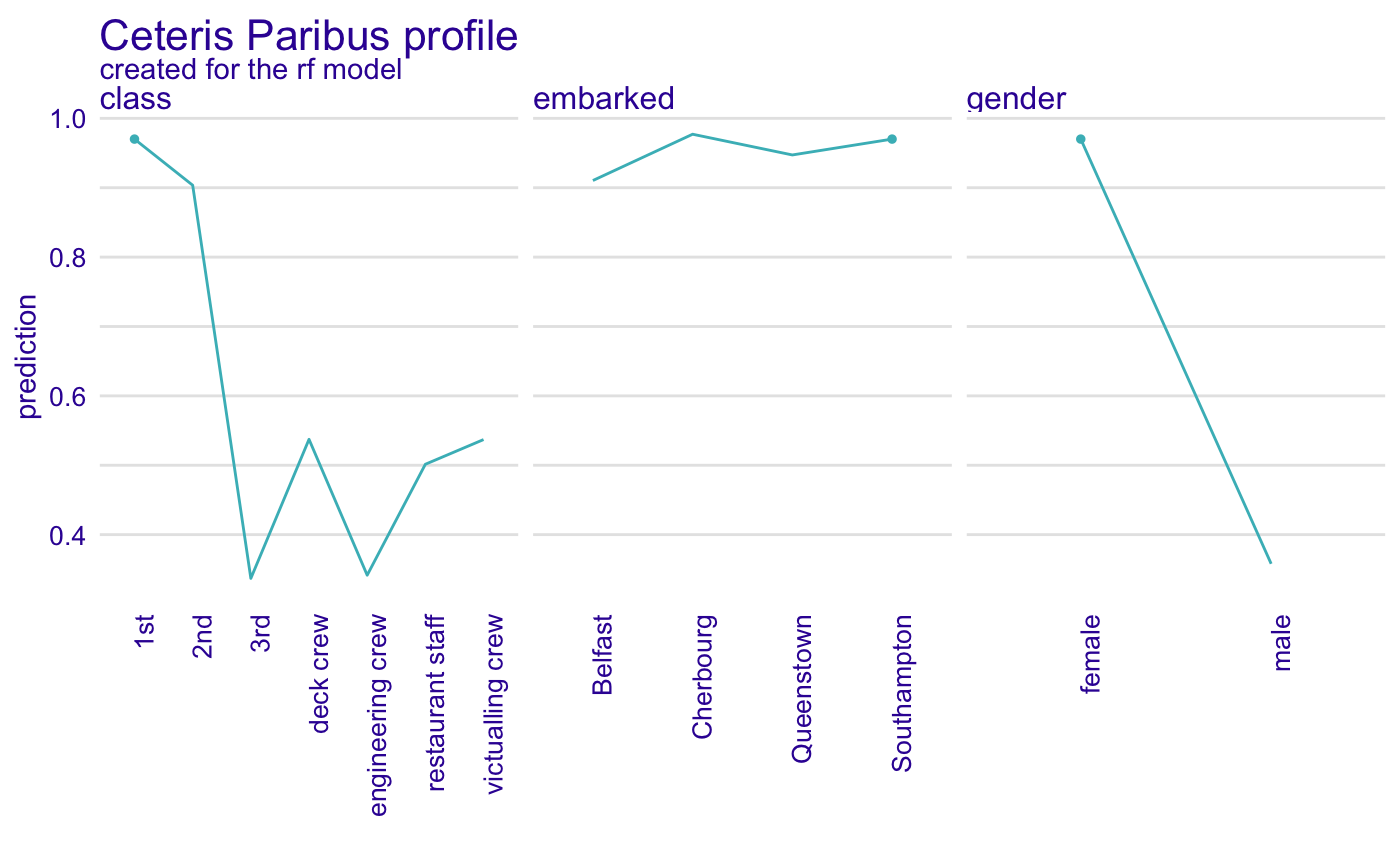 Ceteris Paribus profile
created for the rf model
class
embarked
gender
prediction
1.0
0.8
0.6
0.4
1st
2nd
3rd
deck crew
engineering crew
restaurant staff
victualling crew
Belfast
Cherbourg
Queenstown
Southampton
female
male